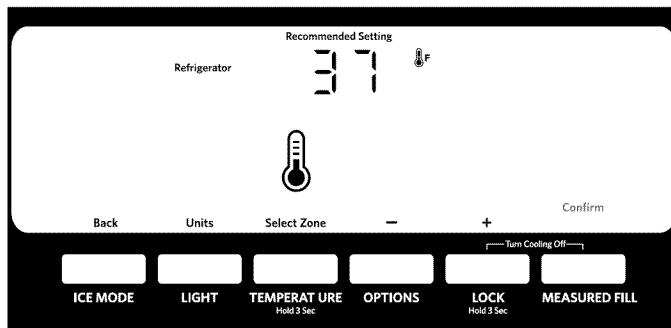 Recommended Setting
Refrigerator 37 F
Confirm
Back Units Select Zone − +
Turn Cooling Off
ICE MODE LIGHT TEMPERAT URE OPTIONS LOCK MEASURED FILL
Hold 3 Sec Hold 3 Sec